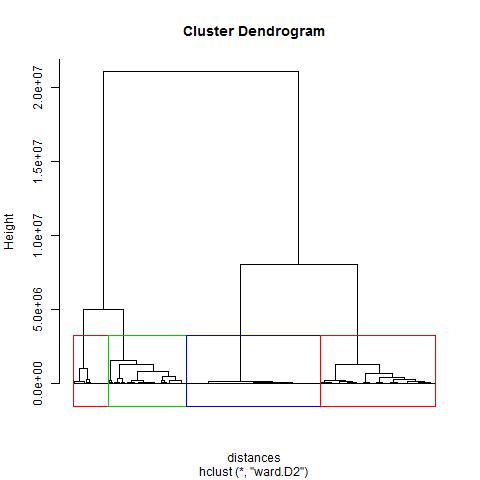 Cluster Dendrogram
Height
2.0e+07
1.5e+07
1.0e+07
5.0e+06
0.0e+00
distances
hclust (*, "ward.D2")